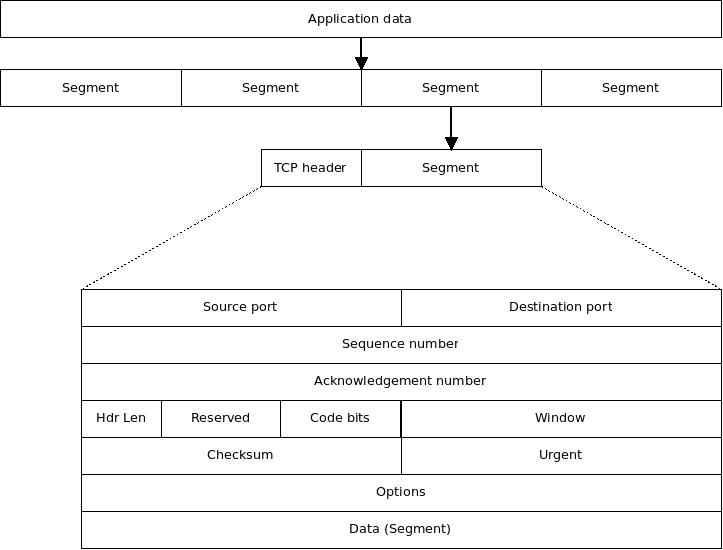 Application data
Segment Segment Segment Segment
TCP header Segment
Source port Destination port
Sequence number
Acknowledgement number
Hdr Len Reserved Code bits Window
Checksum Urgent
Options
Data (Segment)